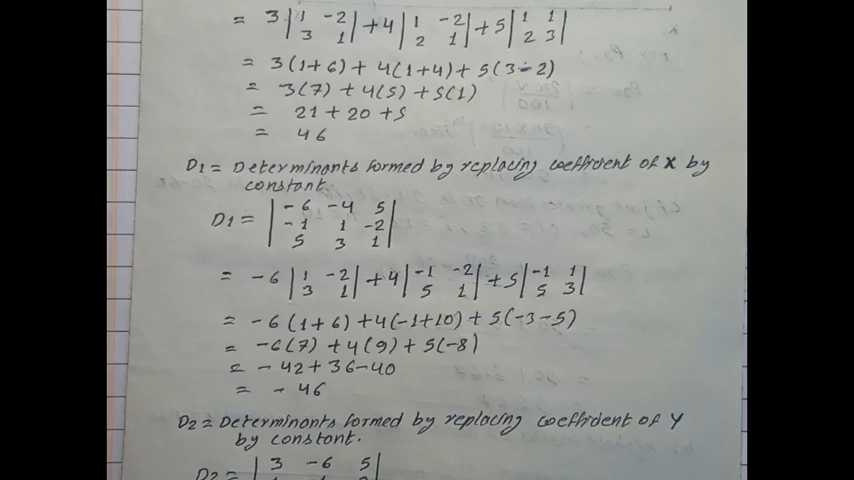 = 3 | 1 -2 | + 4 | 1 -2 | + 5 | 1 1 |
3 1 2 1 2 3
= 3(1+6) + 4(1+4) + 5(3-2)
= 3(7) + 4(5) + 5(1)
= 21 + 20 + 5
= 46
D1 = Determinants formed by replacing coefficient of x by
constant.
D1 = | -6 -4 5 |
-1 1 -2
5 3 1
= -6 | 1 -2 | + 4 | -1 -2 | + 5 | -1 1 |
3 1 5 1 5 3
= -6(1+6) + 4(-1+10) + 5(-3-5)
= -6(7) + 4(9) + 5(-8)
= -42 + 36 - 40
= -46
D2 = Determinants formed by replacing coefficient of Y
by constant.
D2 = | 3 -6 5 |